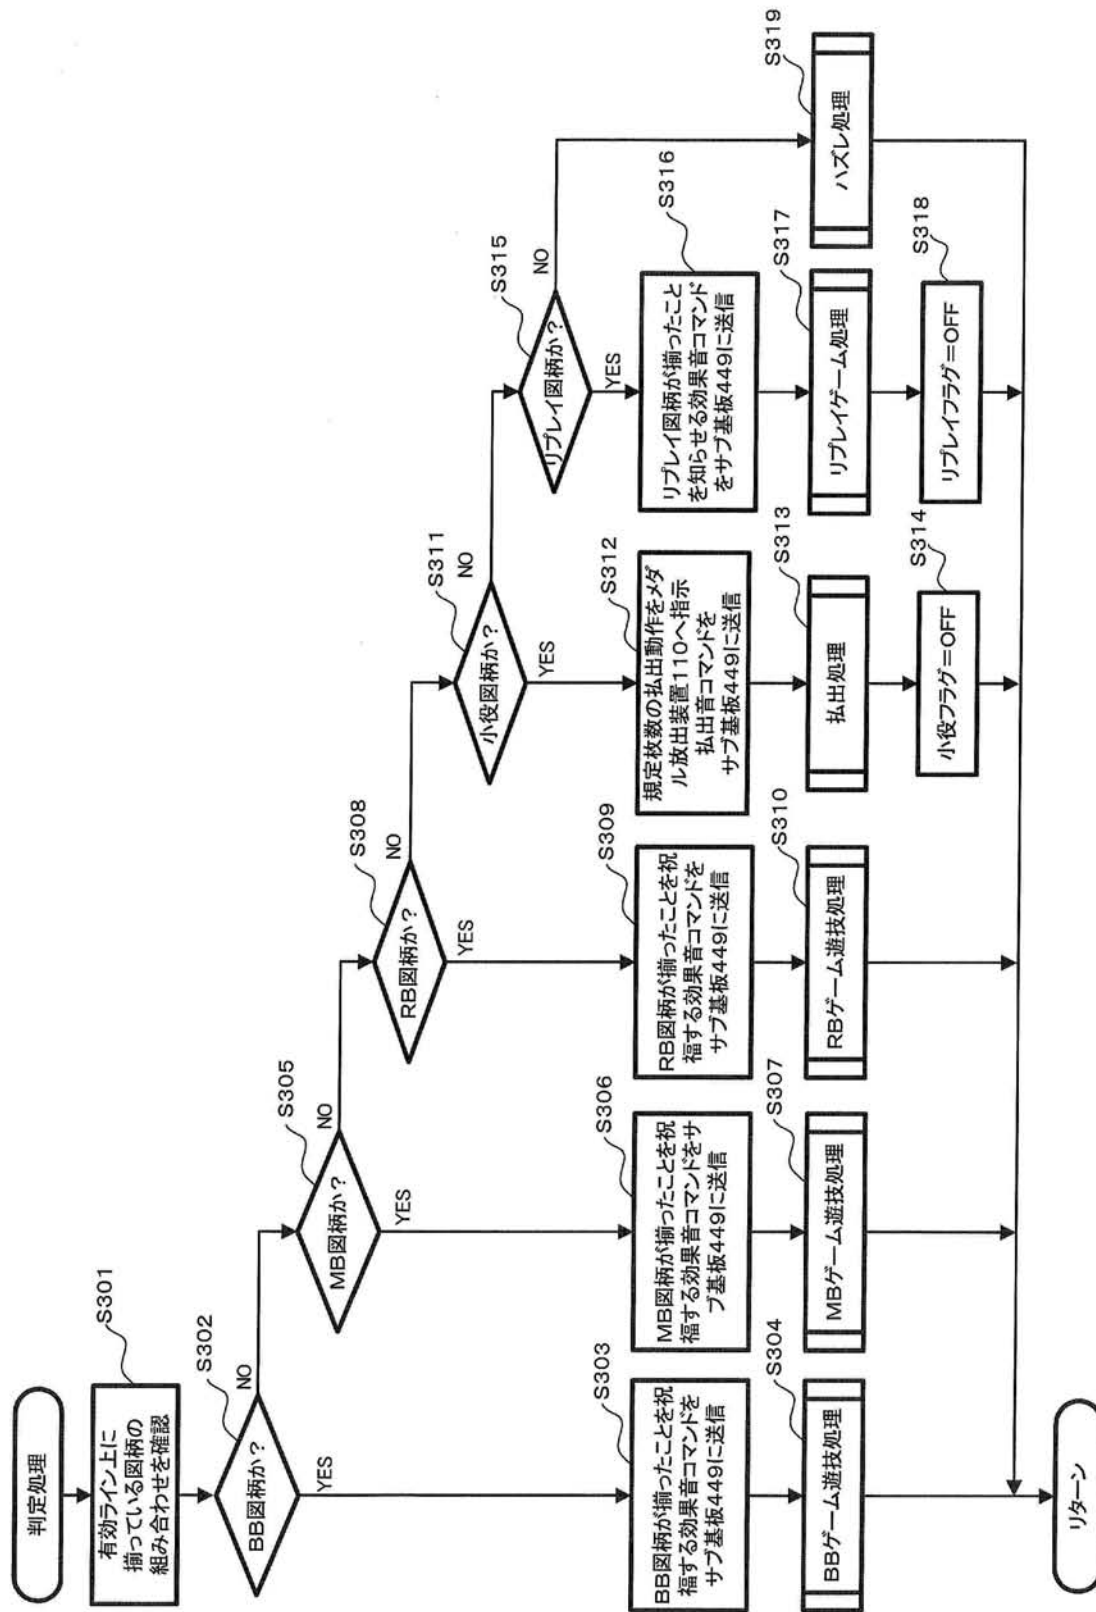 判定処理
S301
有効ライン上に
揃っている図柄の
組み合わせを確認
S302
BB図柄か?
NO
YES
S303
BB図柄が揃ったことを祝
福する効果音コマンドを
サブ基板449に送信
S304
BBゲーム遊技処理
S305
MB図柄か?
NO
YES
S306
MB図柄が揃ったことを祝
福する効果音コマンドをサ
ブ基板449に送信
S307
MBゲーム遊技処理
S308
RB図柄か?
NO
YES
S309
RB図柄が揃ったことを祝
福する効果音コマンドを
サブ基板449に送信
S310
RBゲーム遊技処理
S311
小役図柄か?
NO
YES
S312
規定枚数の払出動作をメダ
ル放出装置110へ指示
払出音コマンドを
サブ基板449に送信
S313
払出処理
S314
小役フラグ=OFF
S315
リプレイ図柄か?
NO
YES
S316
リプレイ図柄が揃ったこと
を知らせる効果音コマンド
をサブ基板449に送信
S317
リプレイゲーム処理
S318
リプレイフラグ=OFF
S319
ハズレ処理
リターン